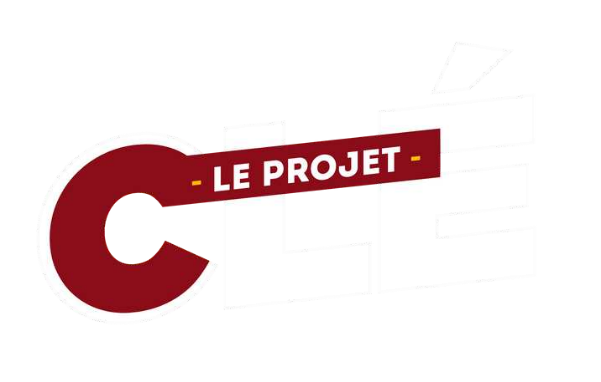 - LE PROJET -
CLÉ